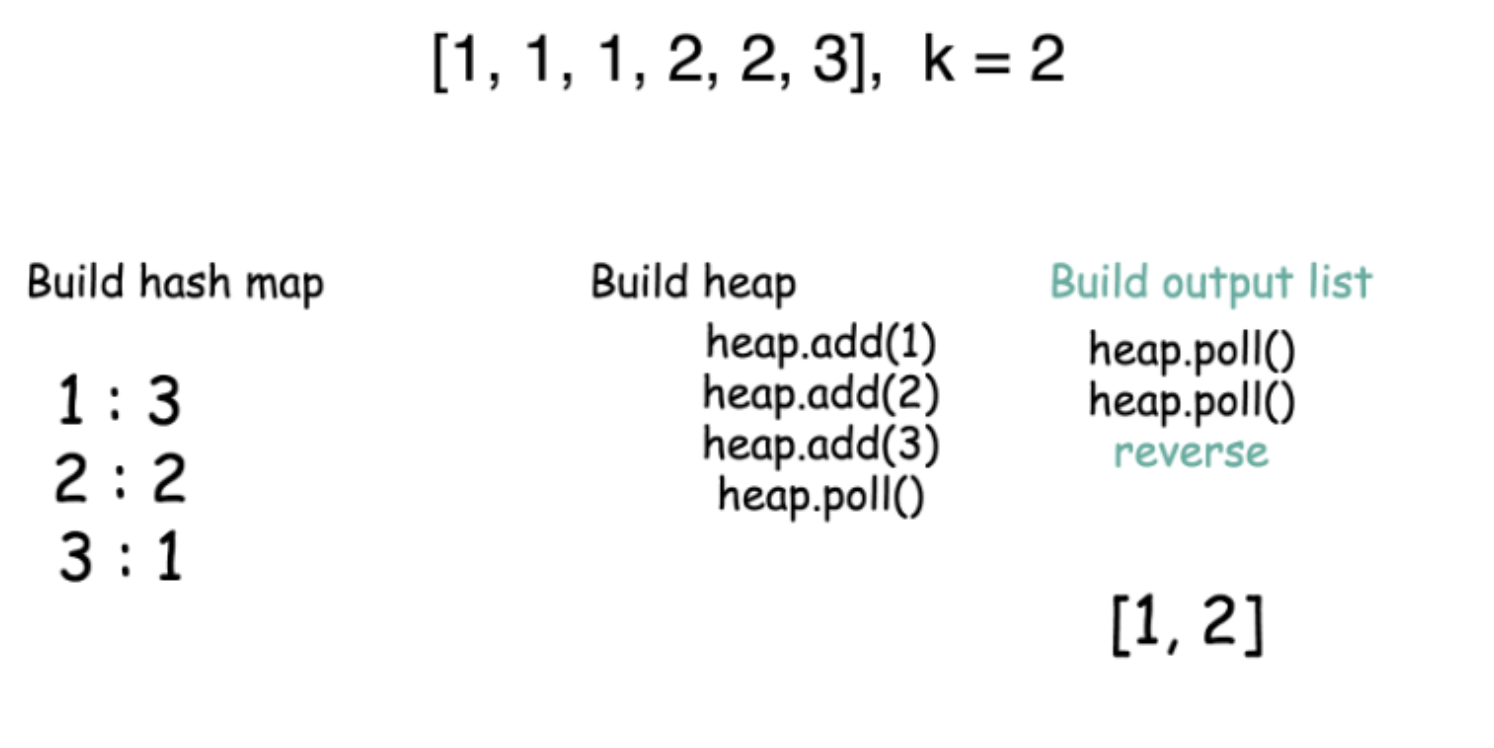 [1, 1, 1, 2, 2, 3], k = 2
Build hash map
1 : 3
2 : 2
3 : 1
Build heap
heap.add(1)
heap.add(2)
heap.add(3)
heap.poll()
Build output list
heap.poll()
heap.poll()
reverse
[1, 2]